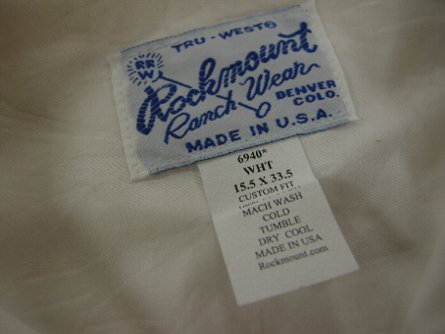 TRU-WEST®
RR
W
Rockmount
Ranch Wear
DENVER
COLO.
MADE IN U.S.A.
6940*
WHT
15.5 X 33.5
CUSTOM FIT
MACH WASH
COLD
TUMBLE
DRY COOL
MADE IN USA
Rockmount.com